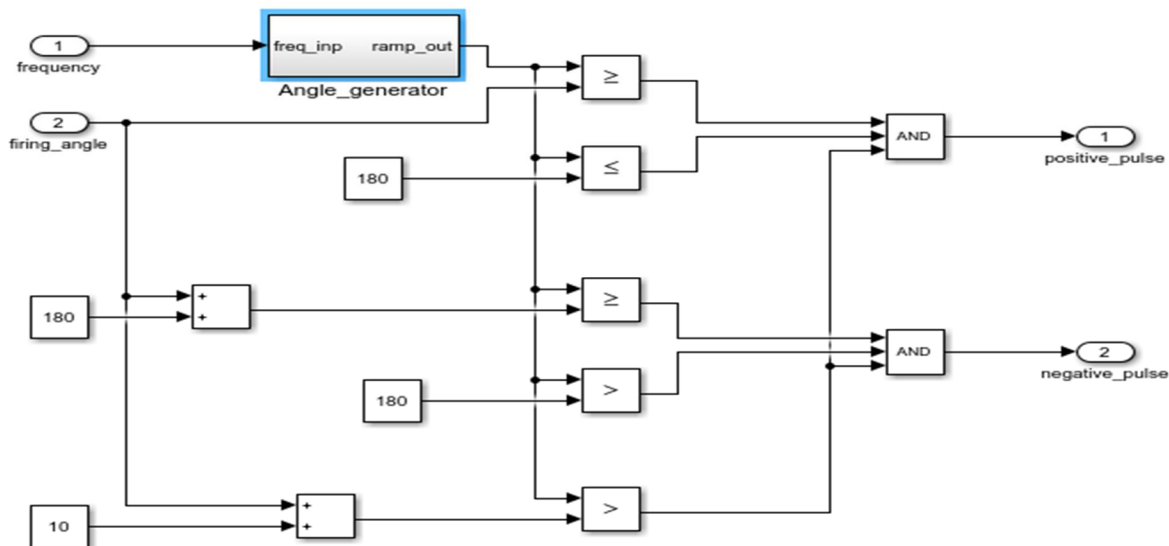 1
frequency
freq_inp ramp_out
Angle_generator
2
firing_angle
≥
≤
180
AND
1
positive_pulse
180
+
+
≥
180
>
AND
2
negative_pulse
10
+
+
>